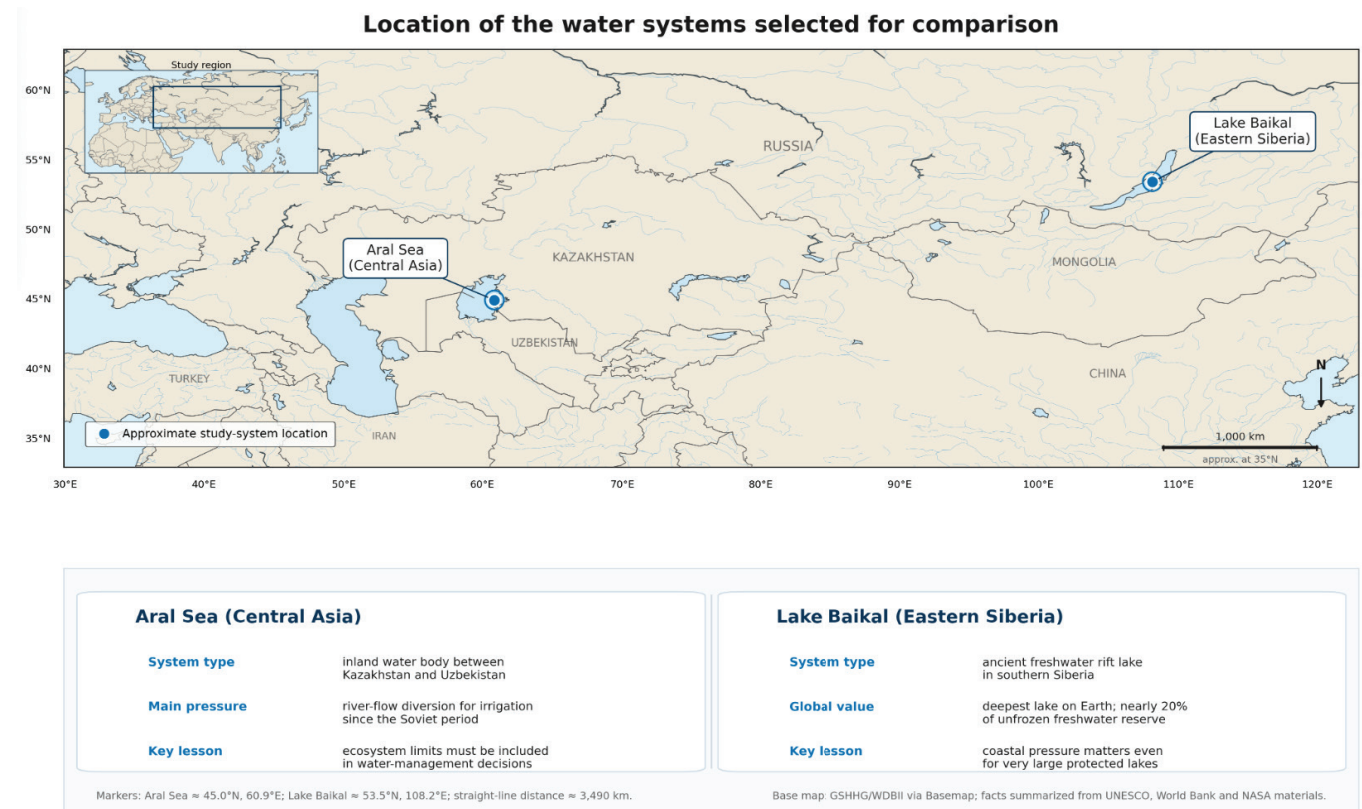 Location of the water systems selected for comparison
Study region
60°N
55°N
50°N
45°N
40°N
35°N
RUSSIA
Lake Baikal
(Eastern Siberia)
Aral Sea
(Central Asia)
KAZAKHSTAN
MONGOLIA
UZBEKISTAN
TURKEY
CHINA
IRAN
N
Approximate study-system location
1,000 km
approx. at 35°N
30°E
40°E
50°E
60°E
70°E
80°E
90°E
100°E
110°E
120°E
Aral Sea (Central Asia)
System type
inland water body between
Kazakhstan and Uzbekistan
Main pressure
river-flow diversion for irrigation
since the Soviet period
Key lesson
ecosystem limits must be included
in water-management decisions
Lake Baikal (Eastern Siberia)
System type
ancient freshwater rift lake
in southern Siberia
Global value
deepest lake on Earth; nearly 20%
of unfrozen freshwater reserve
Key lesson
coastal pressure matters even
for very large protected lakes
Markers: Aral Sea ≈ 45.0°N, 60.9°E; Lake Baikal ≈ 53.5°N, 108.2°E; straight-line distance ≈ 3,490 km.
Base map: GSHHG/WDBII via Basemap; facts summarized from UNESCO, World Bank and NASA materials.